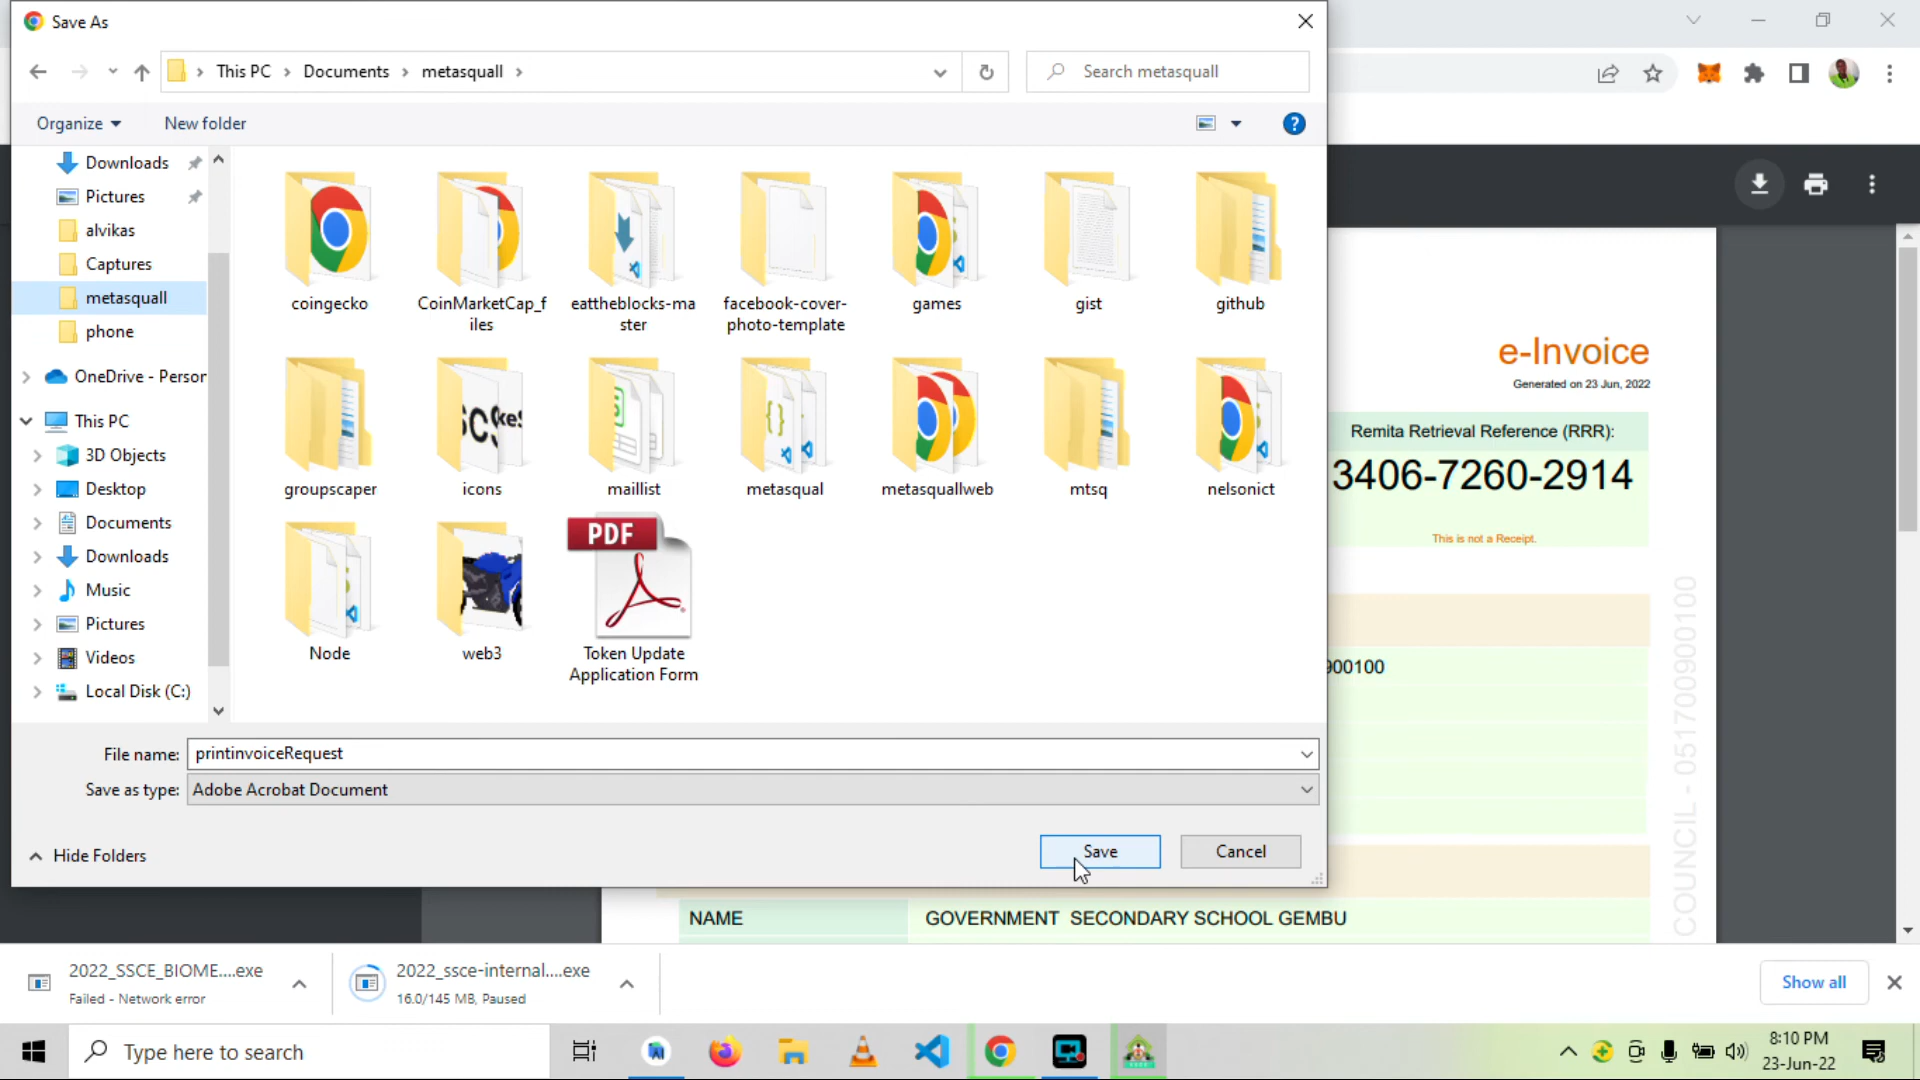 Save As
This PC > Documents > metasquall >
Search metasquall
Organize
New folder
Downloads
Pictures
alvikas
Captures
metasquall
phone
OneDrive - Person
This PC
3D Objects
Desktop
Documents
Downloads
Music
Pictures
Videos
Local Disk (C:)
coingecko
CoinMarketCap_f
iles
eattheblocks-ma
ster
facebook-cover-
photo-template
games
gist
github
groupscaper
icons
maillist
metasqual
metasquallweb
mtsq
nelsonict
Node
web3
PDF
Token Update
Application Form
File name: printinvoiceRequest
Save as type: Adobe Acrobat Document
Hide Folders
Save
Cancel
e-Invoice
Generated on 23 Jun, 2022
Remita Retrieval Reference (RRR):
3406-7260-2914
This is not a Receipt.
900100
COUNCIL - 051700900100
NAME GOVERNMENT SECONDARY SCHOOL GEMBU
2022_SSCE_BIOME....exe
Failed - Network error
2022_ssce-internal....exe
16.0/145 MB, Paused
Show all
Type here to search
8:10 PM
23-Jun-22